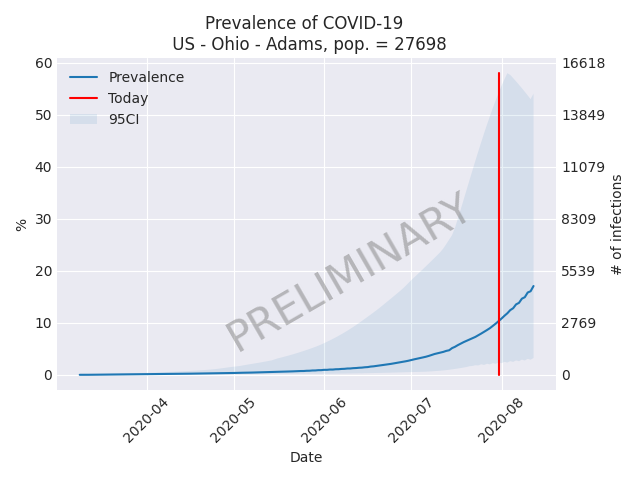 Prevalence of COVID-19
US - Ohio - Adams, pop. = 27698
Prevalence
Today
95CI
60
50
40
30
20
10
0
%
16618
13849
11079
8309
5539
2769
0
# of infections
PRELIMINARY
2020-04
2020-05
2020-06
2020-07
2020-08
Date